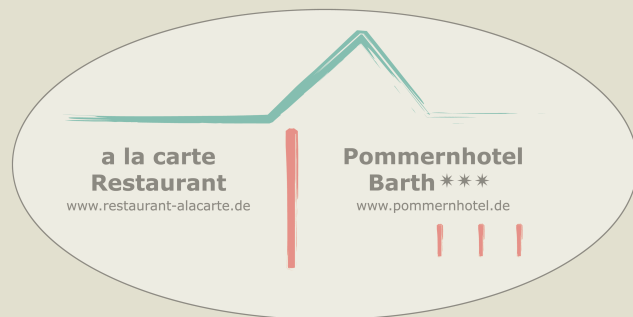 a la carte
Restaurant
www.restaurant-alacarte.de
Pommernhotel
Barth ***
www.pommernhotel.de